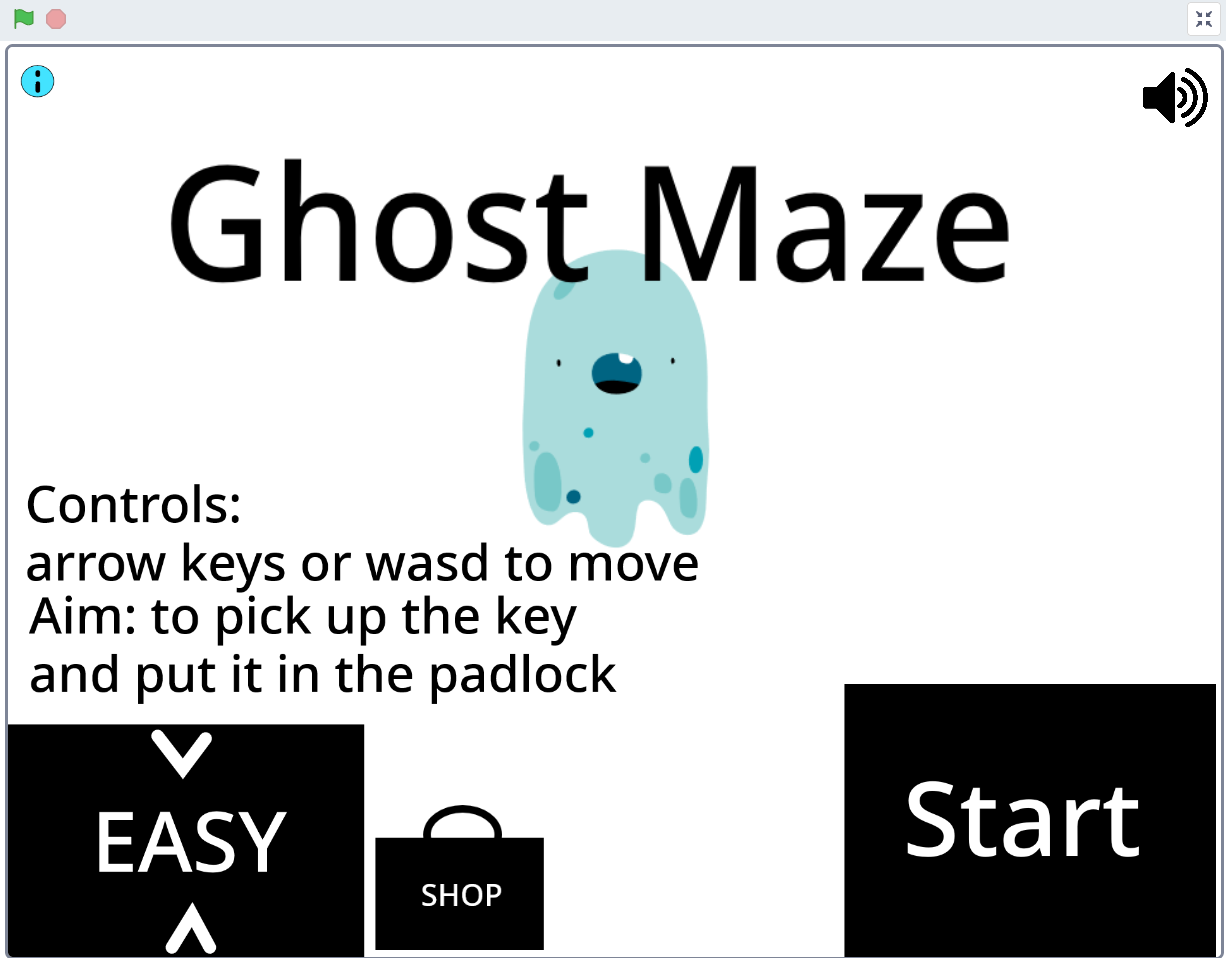 Ghost Maze
Controls:
arrow keys or wasd to move
Aim: to pick up the key
and put it in the padlock
EASY
SHOP
Start